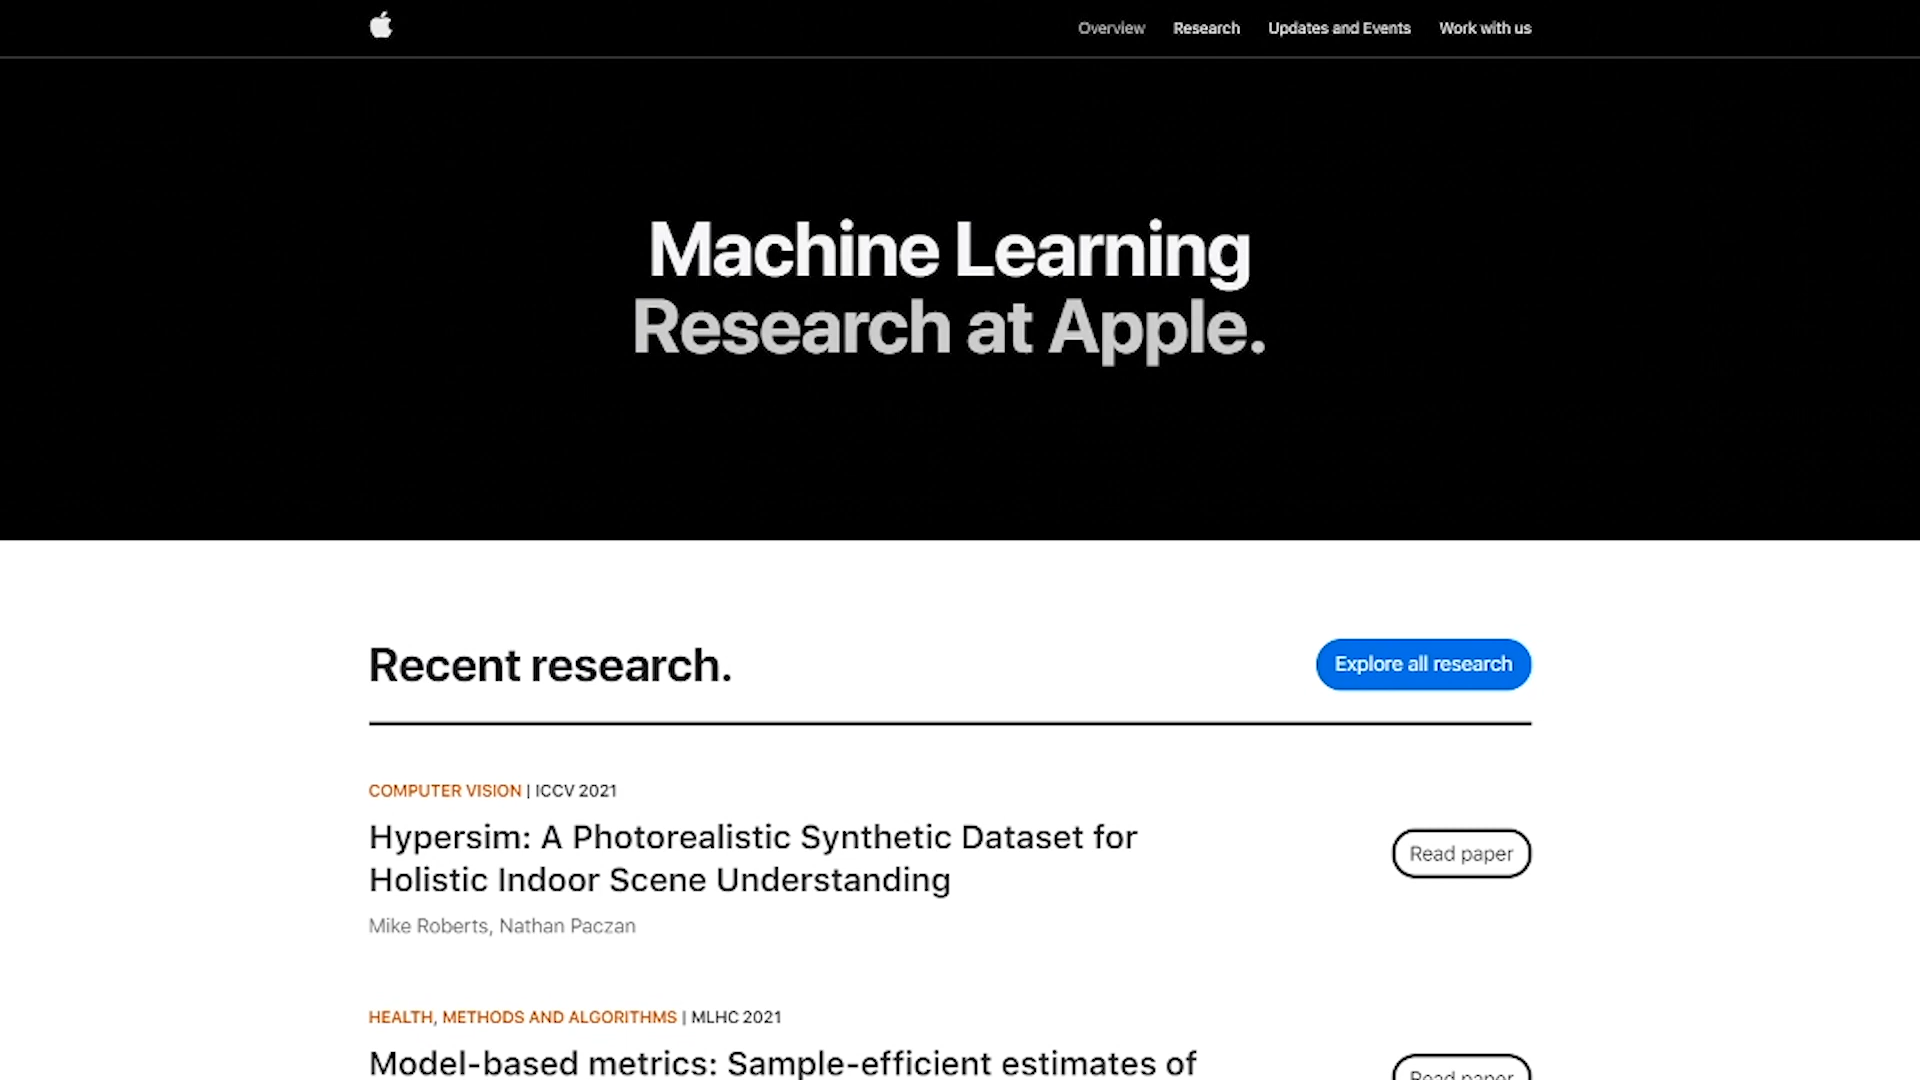 Overview Research Updates and Events Work with us
Machine Learning
Research at Apple.
Recent research.
Explore all research
COMPUTER VISION | ICCV 2021
Hypersim: A Photorealistic Synthetic Dataset for
Holistic Indoor Scene Understanding
Read paper
Mike Roberts, Nathan Paczan
HEALTH, METHODS AND ALGORITHMS | MLHC 2021
Model-based metrics: Sample-efficient estimates of
Read paper